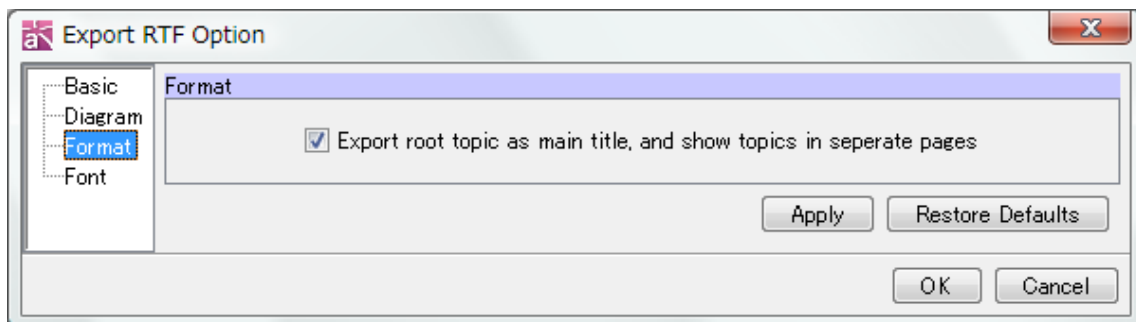 Export RTF Option
Basic
Diagram
Format
Font
Format
Export root topic as main title, and show topics in seperate pages
Apply
Restore Defaults
OK
Cancel